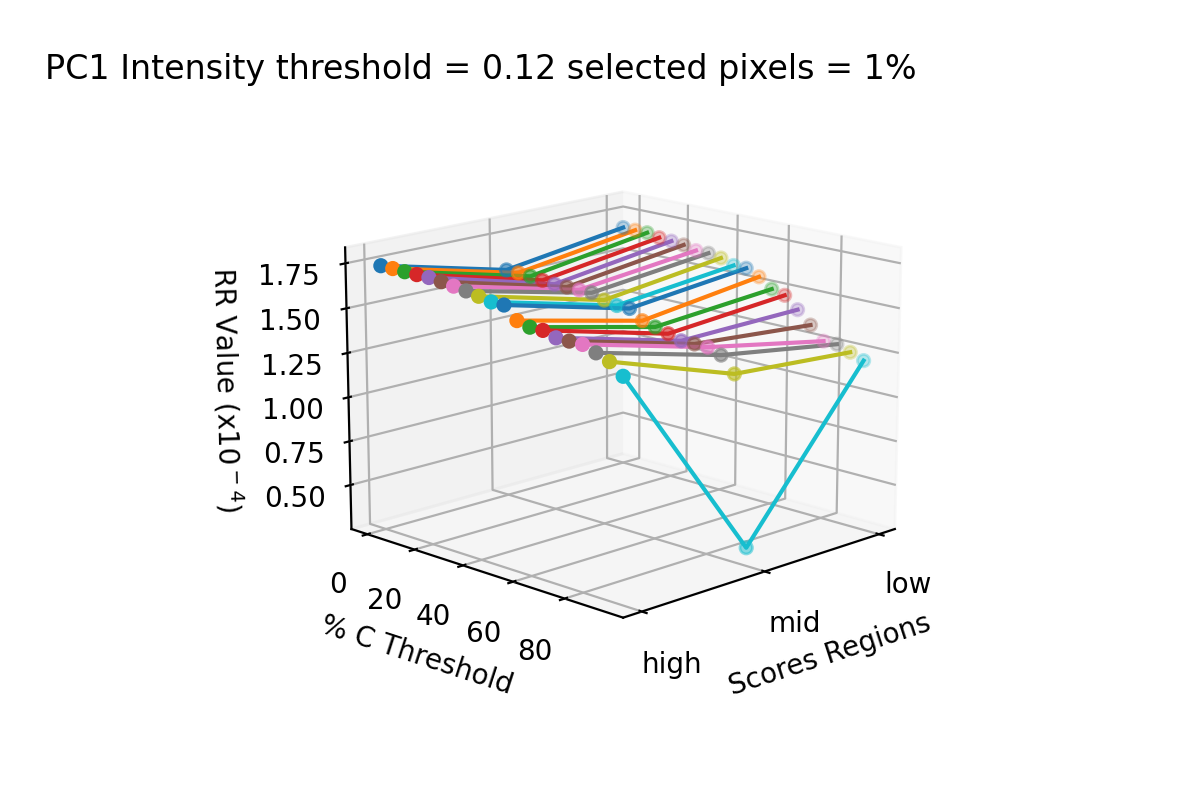 PC1 Intensity threshold = 0.12 selected pixels = 1%
RR Value (x10⁻⁴)
1.75
1.50
1.25
1.00
0.75
0.50
0
20
40
60
80
% C Threshold
high
mid
low
Scores Regions